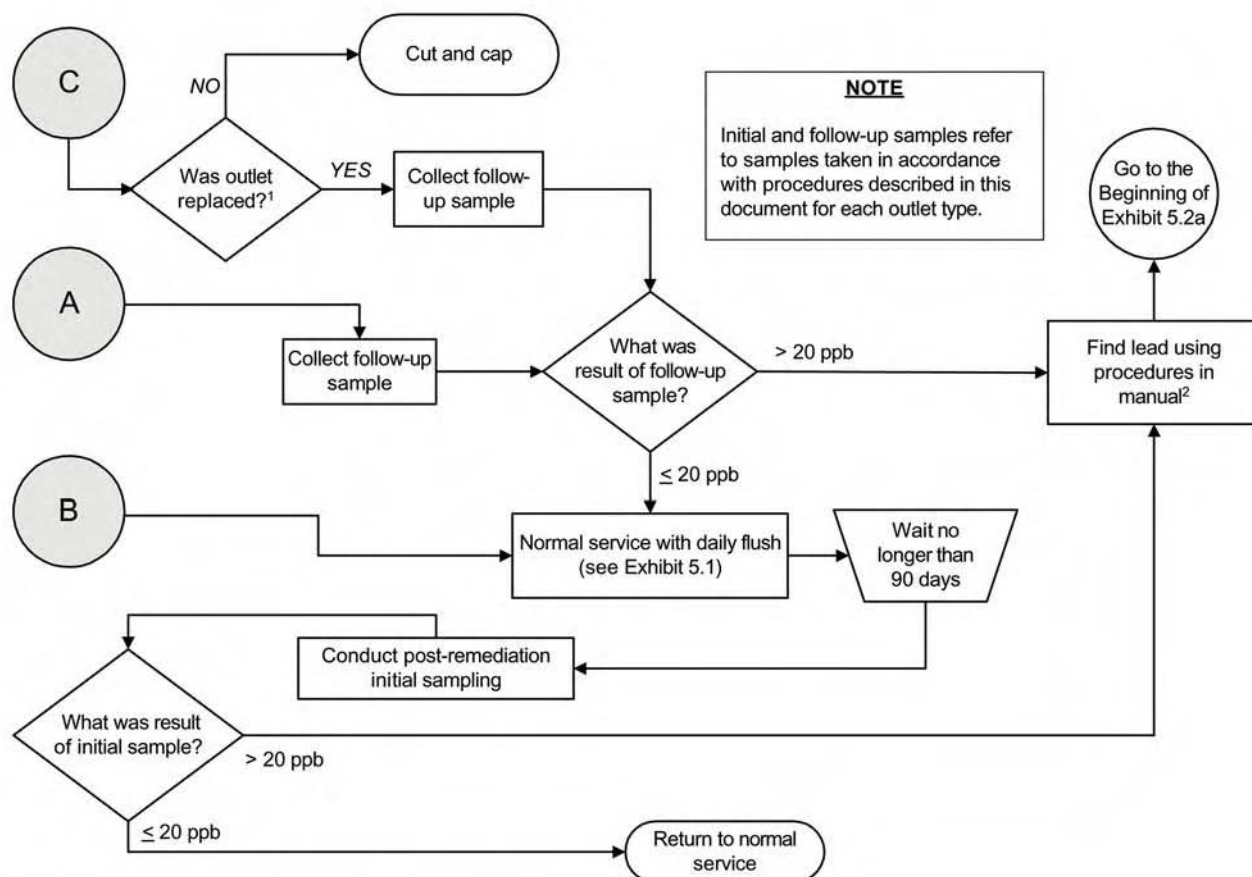 Cut and cap
C
NO
NOTE
Initial and follow-up samples refer
to samples taken in accordance
with procedures described in this
document for each outlet type.
Go to the
Beginning of
Exhibit 5.2a
Was outlet
replaced?¹
YES
Collect follow-
up sample
A
Collect follow-up
sample
What was
result of follow-up
sample?
> 20 ppb
Find lead using
procedures in
manual²
≤ 20 ppb
B
Normal service with daily flush
(see Exhibit 5.1)
Wait no
longer than
90 days
Conduct post-remediation
initial sampling
What was result
of initial sample?
> 20 ppb
≤ 20 ppb
Return to normal
service